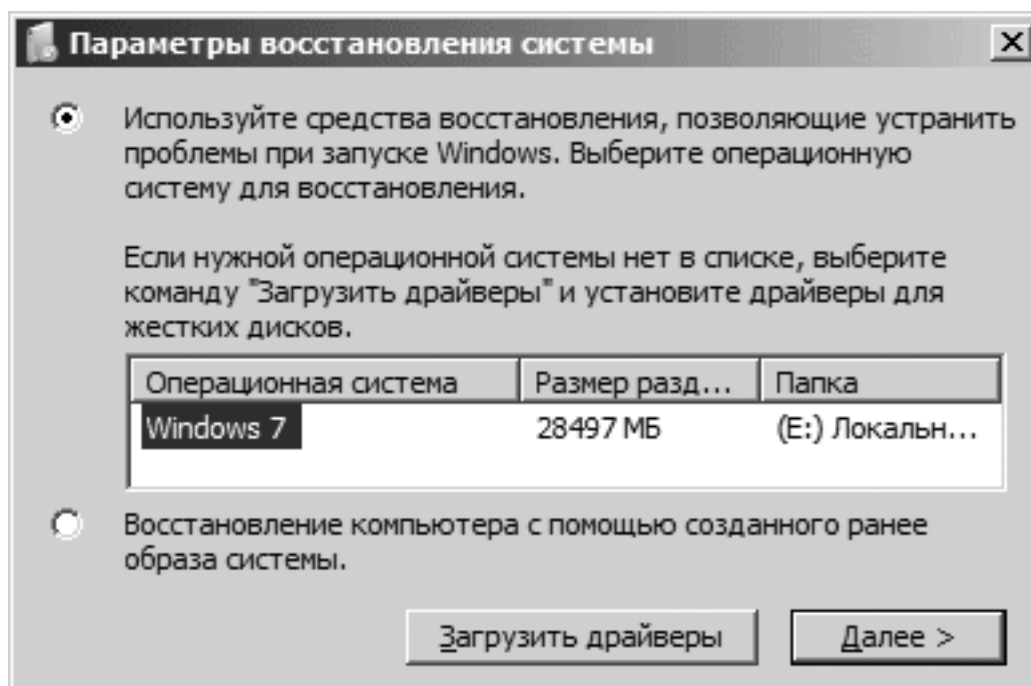 Параметры восстановления системы
Используйте средства восстановления, позволяющие устранить
проблемы при запуске Windows. Выберите операционную
систему для восстановления.
Если нужной операционной системы нет в списке, выберите
команду "Загрузить драйверы" и установите драйверы для
жестких дисков.
Операционная система Размер разд... Папка
Windows 7 28497 МБ (E:) Локальн...
Восстановление компьютера с помощью созданного ранее
образа системы.
Загрузить драйверы Далее >